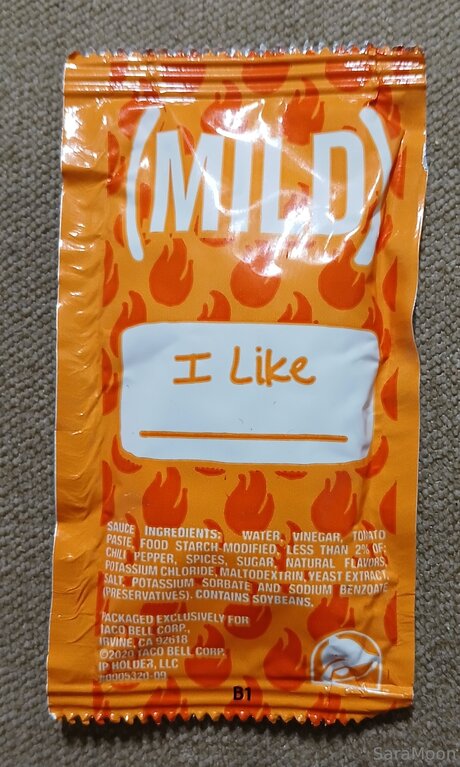 (MILD)
I Like
SAUCE INGREDIENTS: WATER, VINEGAR, TOMATO
PASTE, FOOD STARCH-MODIFIED, LESS THAN 2% OF:
CHILI PEPPER, SPICES, SUGAR, NATURAL FLAVORS,
POTASSIUM CHLORIDE, MALTODEXTRIN, YEAST EXTRACT,
SALT, POTASSIUM SORBATE AND SODIUM BENZOATE
(PRESERVATIVES). CONTAINS SOYBEANS.
PACKAGED EXCLUSIVELY FOR
TACO BELL CORP.,
IRVINE, CA 92618
©2020 TACO BELL CORP.,
IP HOLDER, LLC
#0005320-09
B1
SaraMoon